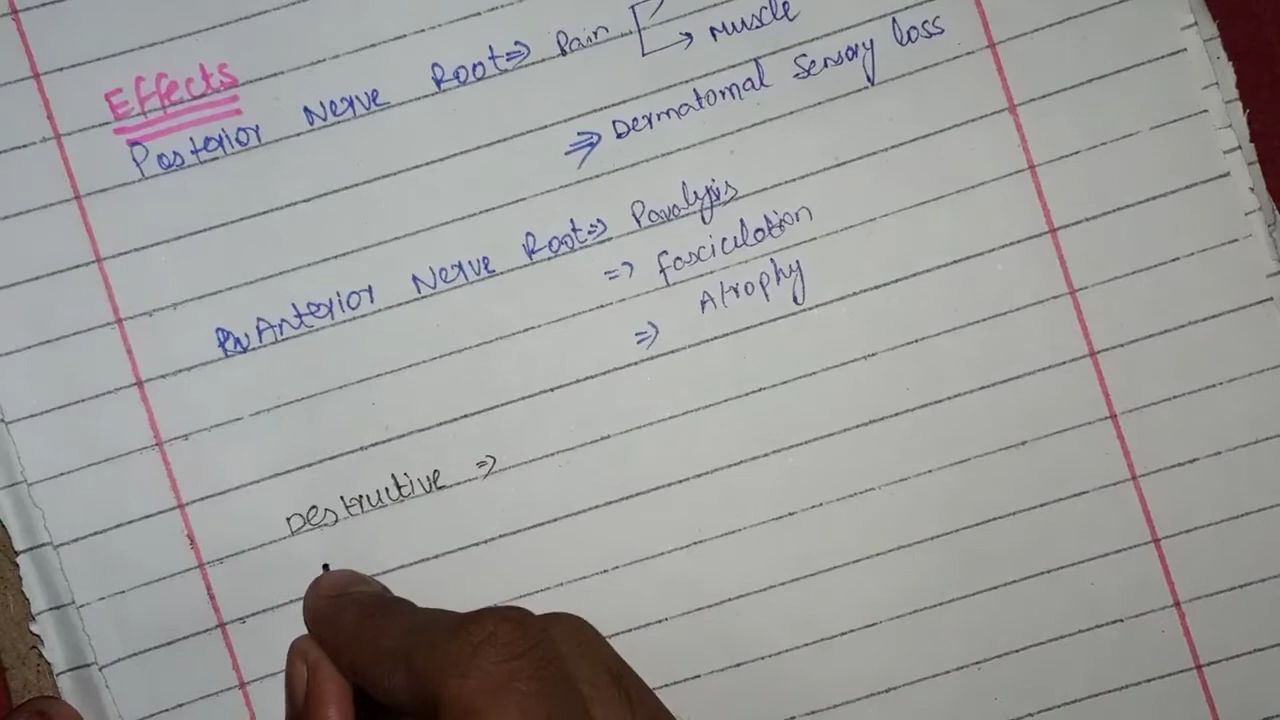 Effects
Posterior Nerve Root => Pain → Muscle
=> Dermatomal Sensory loss
Anterior Nerve Root => Paralysis
=> fasciculation
=> Atrophy
Destructive =>